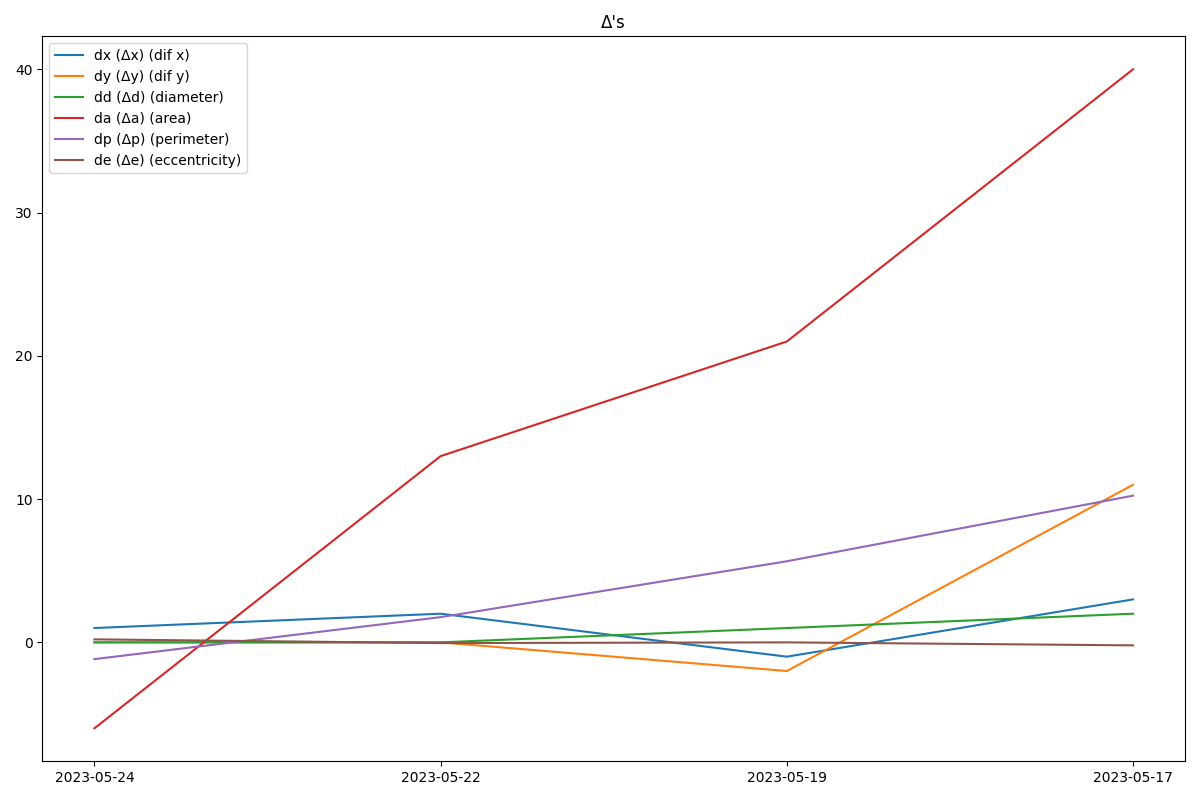 Δ's
dx (Δx) (dif x)
dy (Δy) (dif y)
dd (Δd) (diameter)
da (Δa) (area)
dp (Δp) (perimeter)
de (Δe) (eccentricity)
40
30
20
10
0
2023-05-24 2023-05-22 2023-05-19 2023-05-17